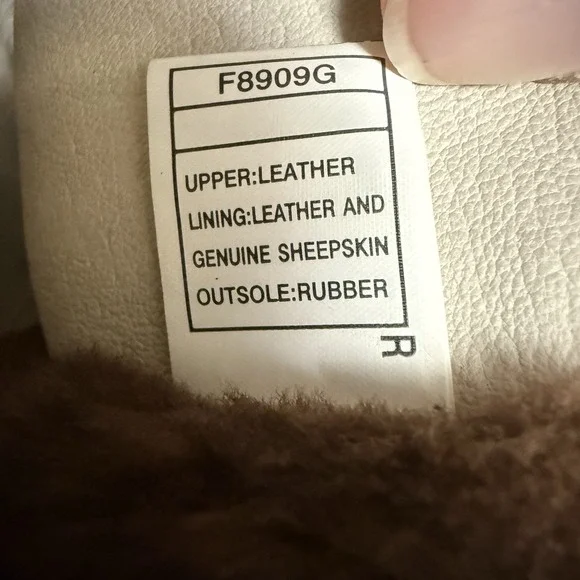 F8909G
UPPER:LEATHER
LINING:LEATHER AND
GENUINE SHEEPSKIN
OUTSOLE:RUBBER
R